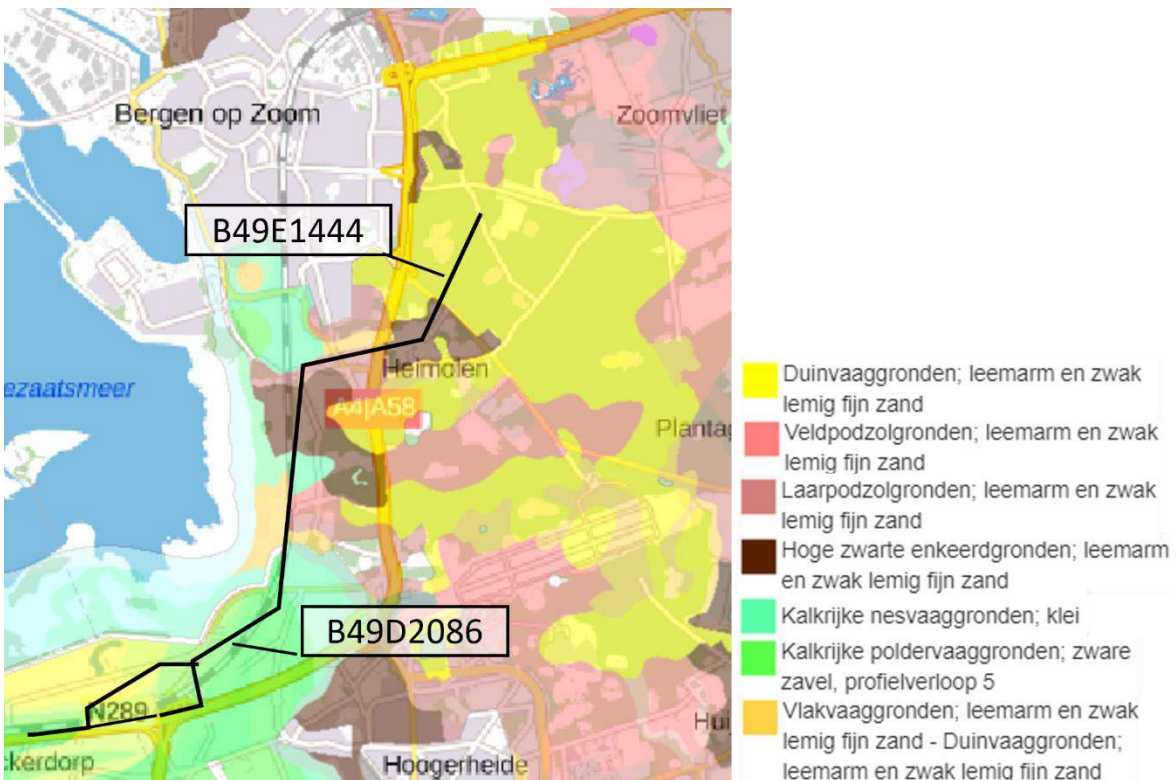 Bergen op Zoom
Zoomvliet
B49E1444
Heimolen
ezaatsmeer
A4|A58
Planta
B49D2086
N289
Hui
kerdorp
Hoogerheide
Duinvaaggronden; leemarm en zwak
lemig fijn zand
Veldpodzolgronden; leemarm en zwak
lemig fijn zand
Laarpodzolgronden; leemarm en zwak
lemig fijn zand
Hoge zwarte enkeerdgronden; leemarm
en zwak lemig fijn zand
Kalkrijke nesvaaggronden; klei
Kalkrijke poldervaaggronden; zware
zavel, profielverloop 5
Vlakvaaggronden; leemarm en zwak
lemig fijn zand - Duinvaaggronden;
leemarm en zwak lemig fijn zand